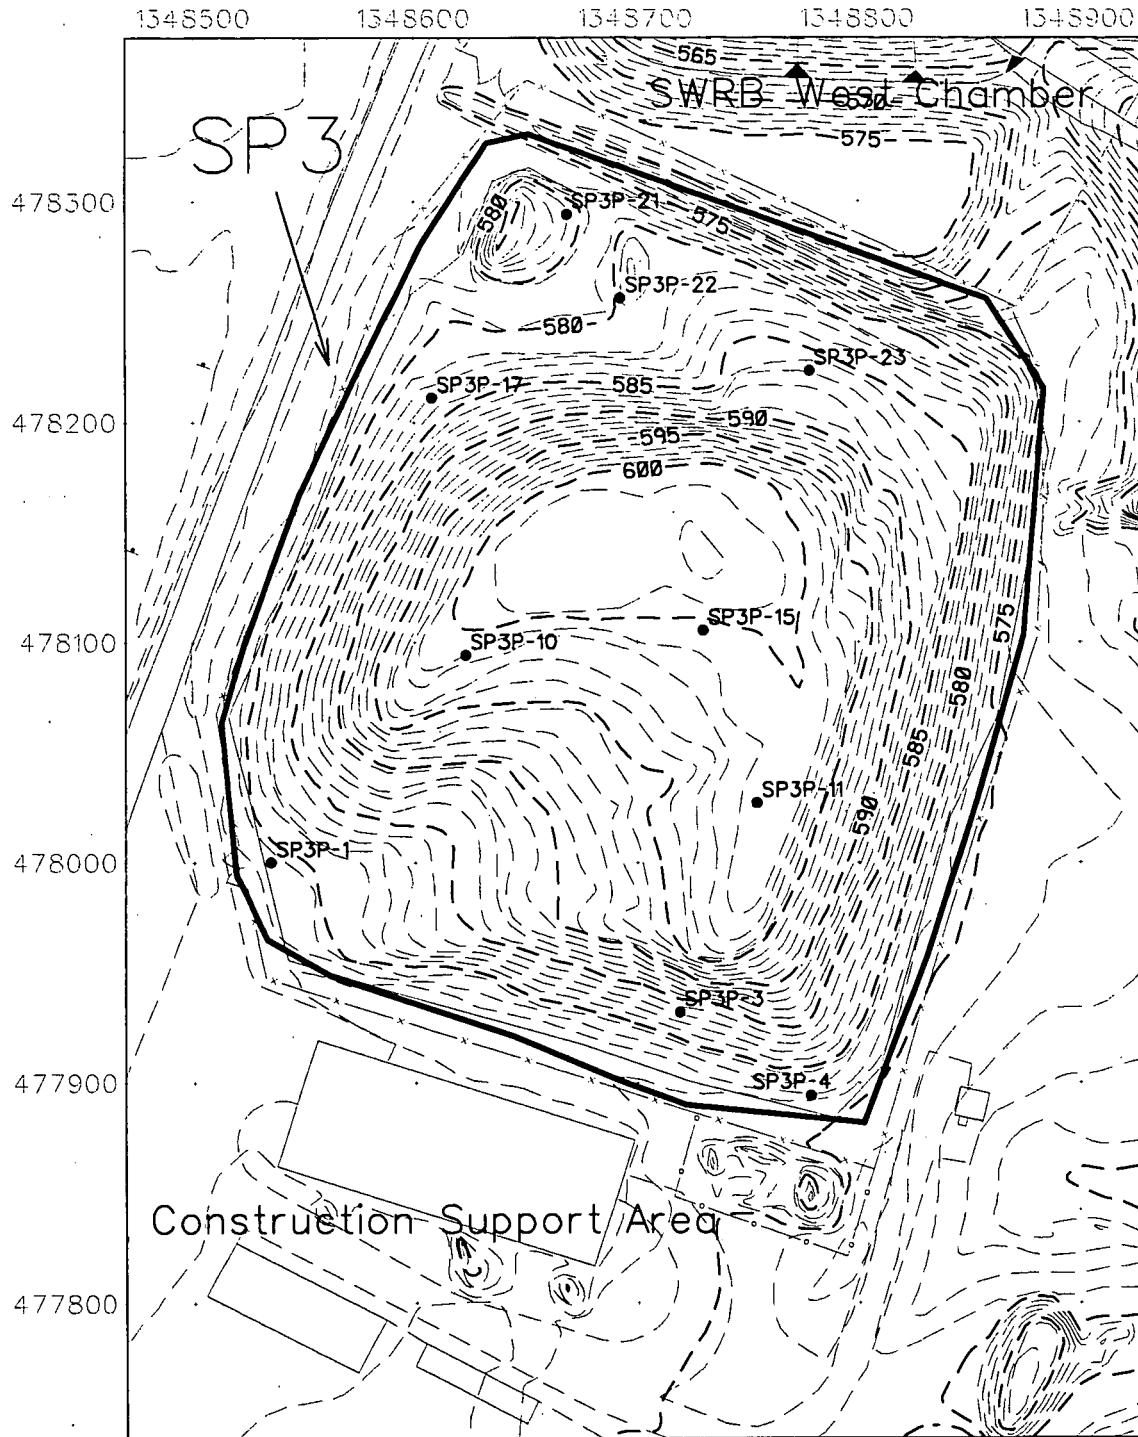 1348500 1348600 1348700 1348800 1348900
565
SWRB West Chamber
570
575
SP3
478300
580
SP3P-21
575
SP3P-22
580
SP3P-23
SP3P-17
585
478200
590
595
600
575
SP3P-15
478100
SP3P-10
580
585
SP3P-11
590
478000
SP3P-1
SP3P-3
477900
SP3P-4
Construction Support Area
477800